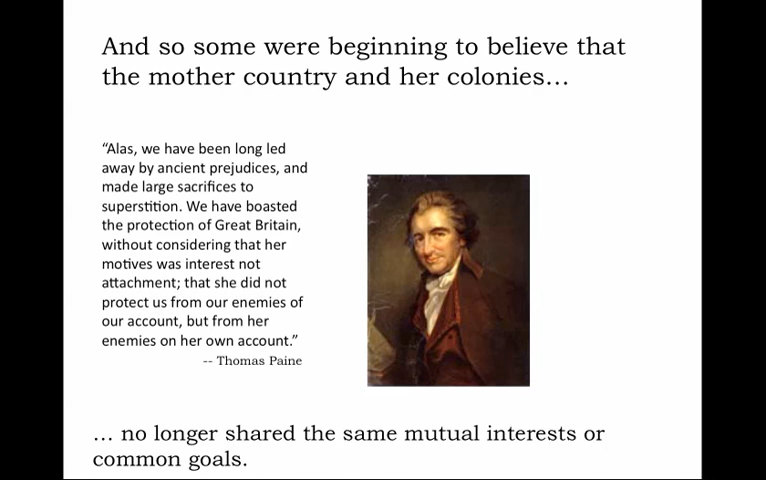 And so some were beginning to believe that
the mother country and her colonies…
“Alas, we have been long led
away by ancient prejudices, and
made large sacrifices to
superstition. We have boasted
the protection of Great Britain,
without considering that her
motives was interest not
attachment; that she did not
protect us from our enemies of
our account, but from her
enemies on her own account.”
-- Thomas Paine
… no longer shared the same mutual interests or
common goals.